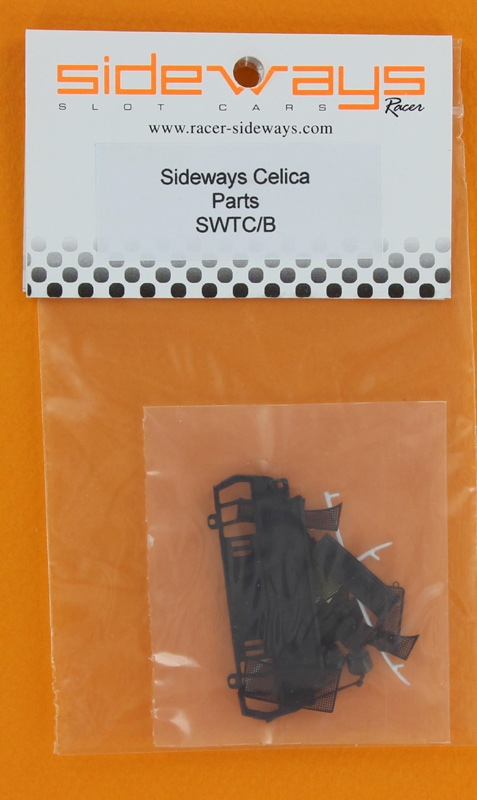 sideways
SLOT CARS Racer
www.racer-sideways.com
Sideways Celica
Parts
SWTC/B